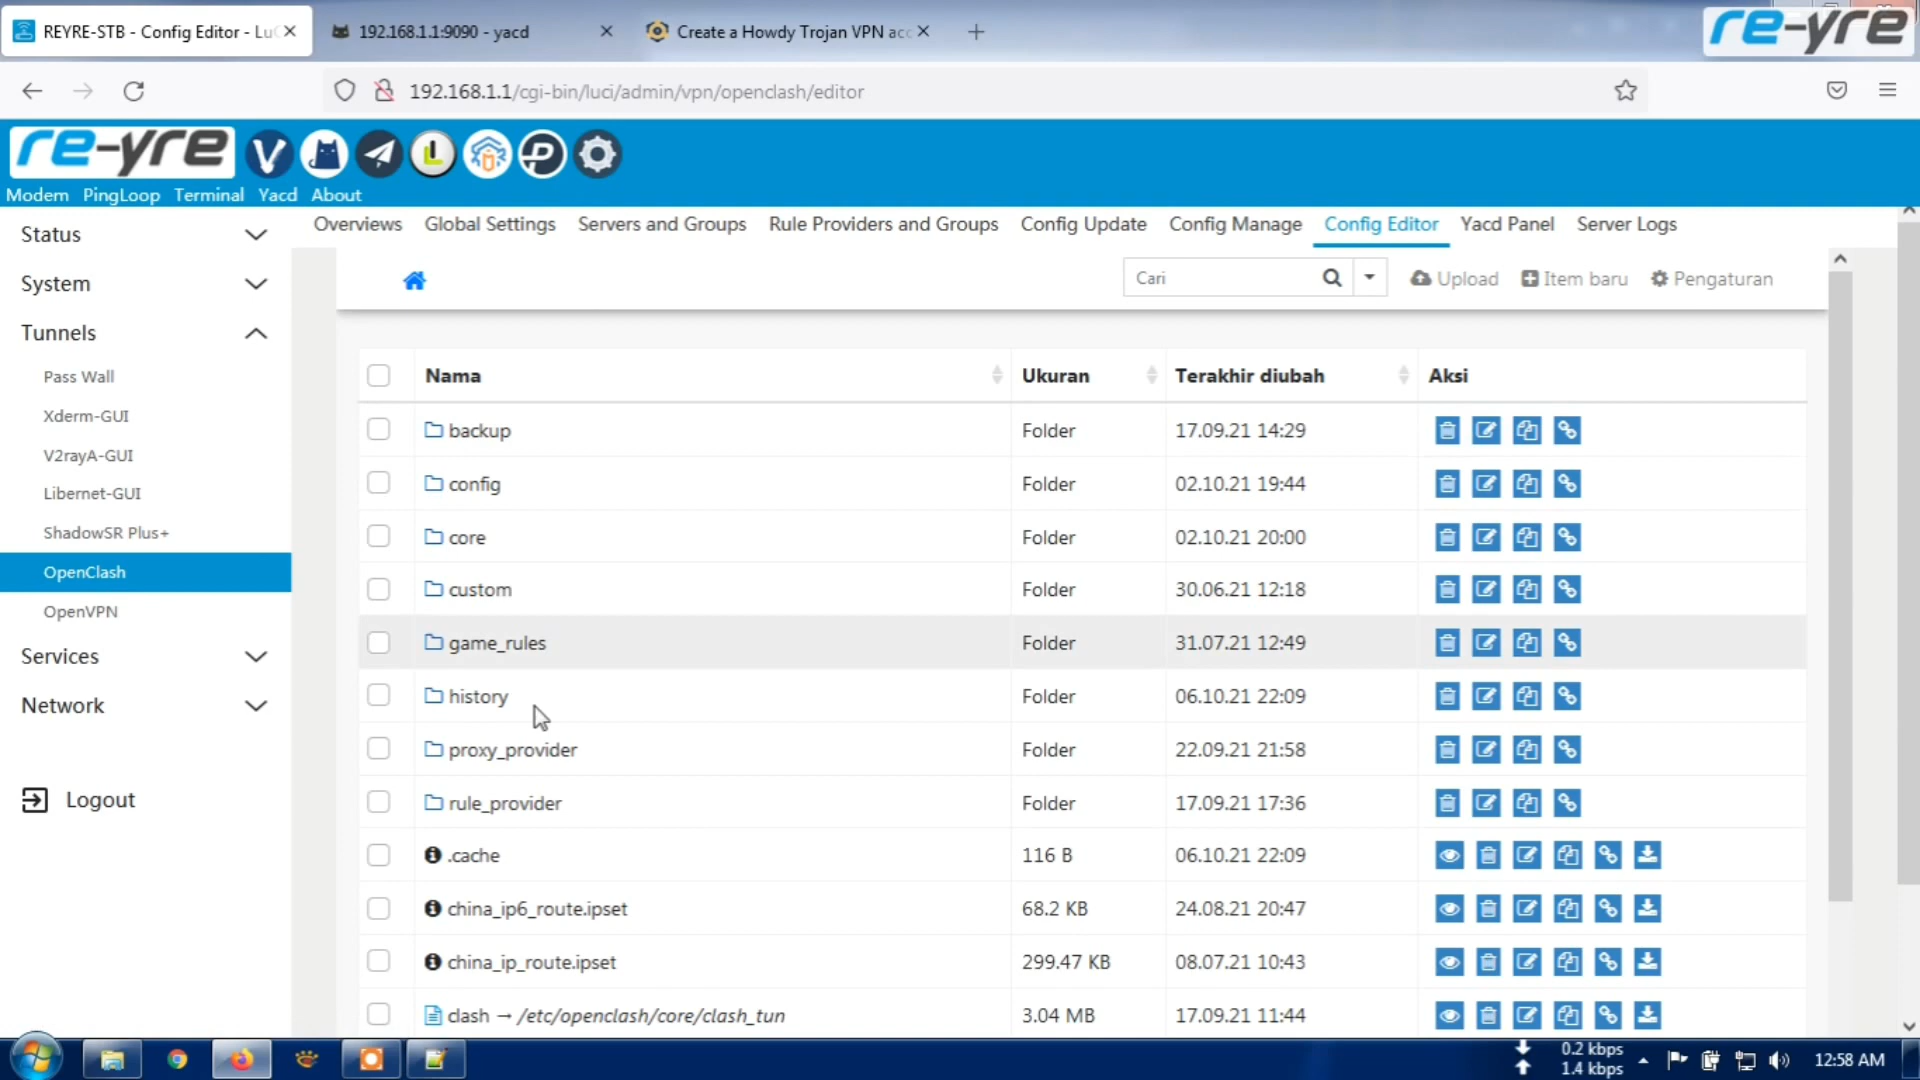 REYRE-STB - Config Editor - Lu
192.168.1.1:9090 - yacd
Create a Howdy Trojan VPN acc
re-yre
192.168.1.1/cgi-bin/luci/admin/vpn/openclash/editor
re-yre
Modem PingLoop Terminal Yacd About
Overviews Global Settings Servers and Groups Rule Providers and Groups Config Update Config Manage Config Editor Yacd Panel Server Logs
Status
System
Tunnels
Pass Wall
Xderm-GUI
V2rayA-GUI
Libernet-GUI
ShadowSR Plus+
OpenClash
OpenVPN
Services
Network
Logout
Cari Upload Item baru Pengaturan
Nama Ukuran Terakhir diubah Aksi
backup Folder 17.09.21 14:29
config Folder 02.10.21 19:44
core Folder 02.10.21 20:00
custom Folder 30.06.21 12:18
game_rules Folder 31.07.21 12:49
history Folder 06.10.21 22:09
proxy_provider Folder 22.09.21 21:58
rule_provider Folder 17.09.21 17:36
.cache 116 B 06.10.21 22:09
china_ip6_route.ipset 68.2 KB 24.08.21 20:47
china_ip_route.ipset 299.47 KB 08.07.21 10:43
clash → /etc/openclash/core/clash_tun 3.04 MB 17.09.21 11:44
0.2 kbps
1.4 kbps
12:58 AM